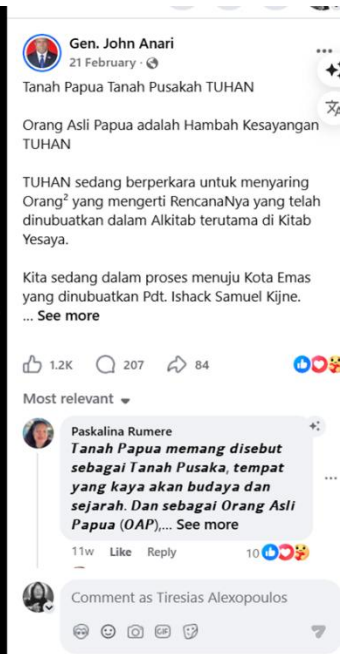 Gen. John Anari
21 February
Tanah Papua Tanah Pusakah TUHAN
Orang Asli Papua adalah Hambah Kesayangan
TUHAN
TUHAN sedang berperkara untuk menyaring
Orang² yang mengerti RencanaNya yang telah
dinubuatkan dalam Alkitab terutama di Kitab
Yesaya.
Kita sedang dalam proses menuju Kota Emas
yang dinubuatkan Pdt. Ishack Samuel Kijne.
... See more
1.2K 207 84
Most relevant
Paskalina Rumere
Tanah Papua memang disebut
sebagai Tanah Pusaka, tempat
yang kaya akan budaya dan
sejarah. Dan sebagai Orang Asli
Papua (OAP),... See more
11w Like Reply 10
Comment as Tiresias Alexopoulos
GIF